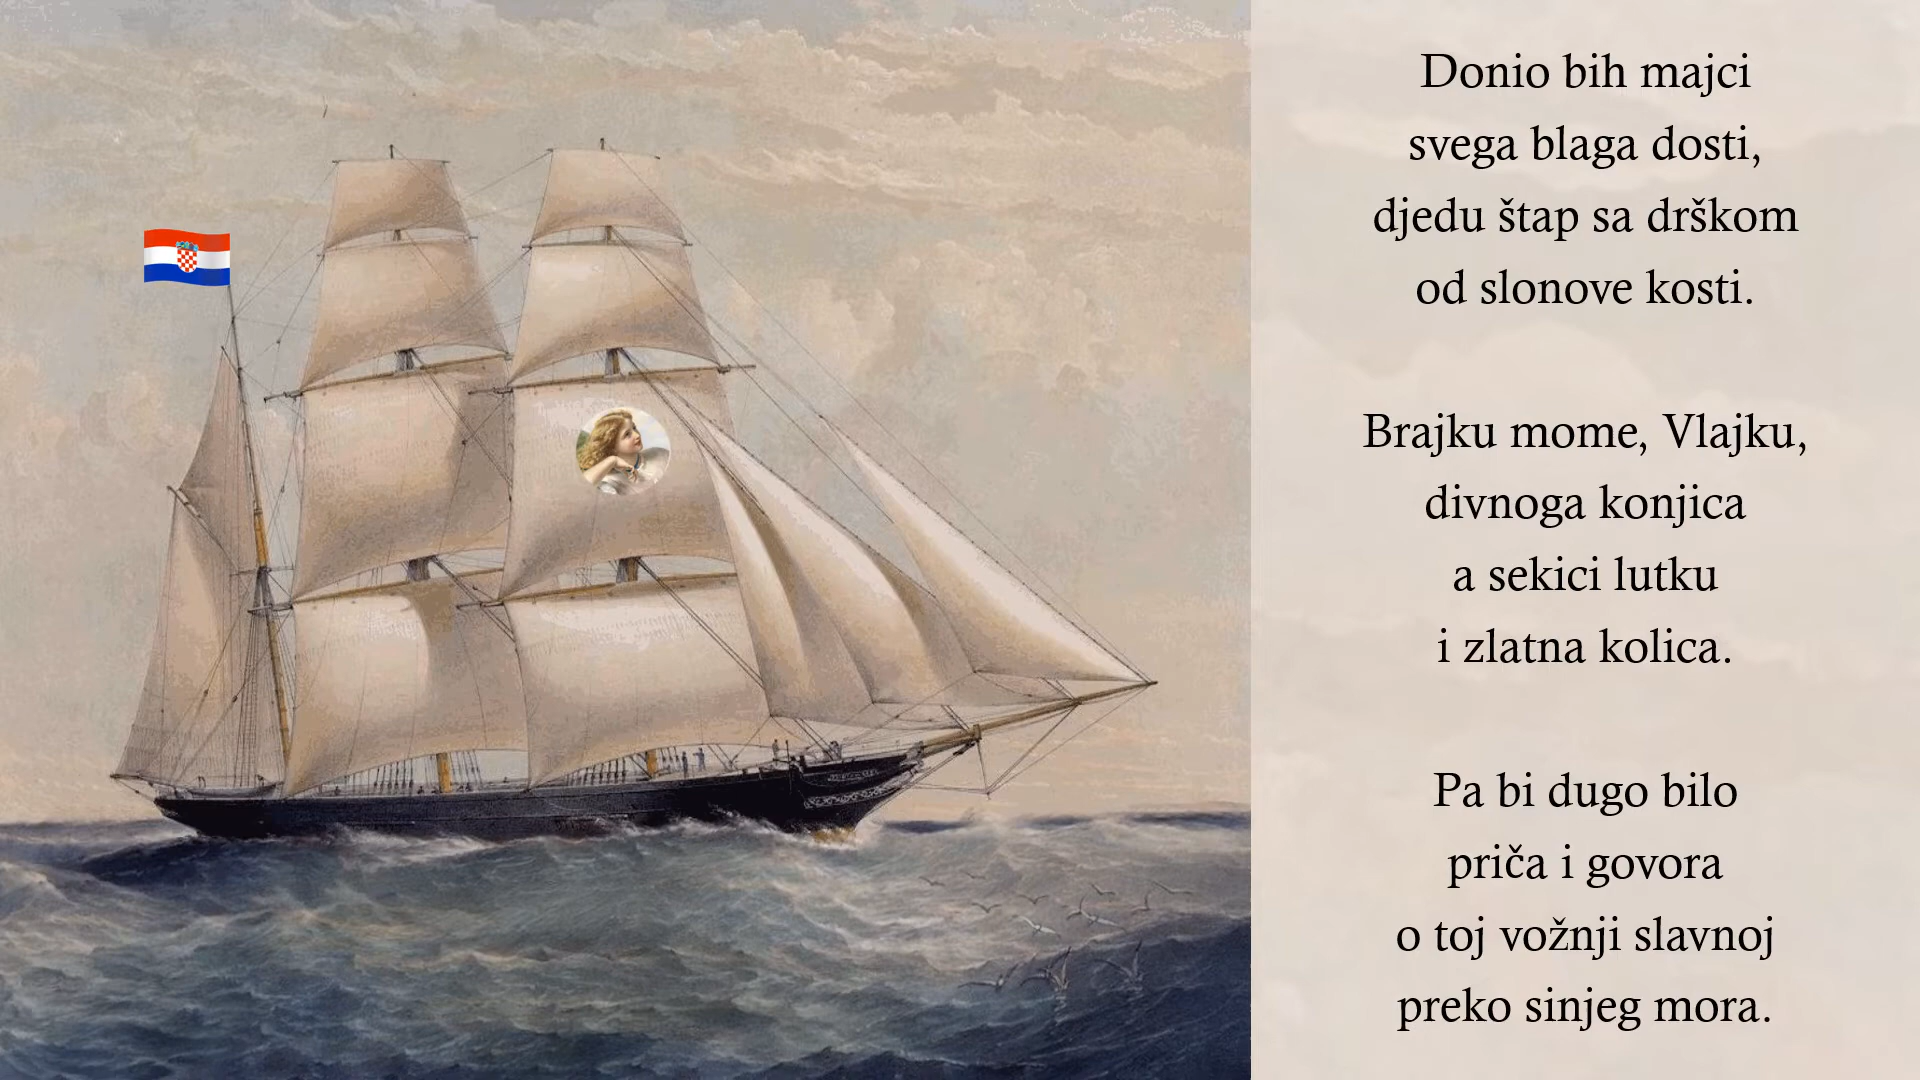 Donio bih majci
svega blaga dosti,
djedu štap sa drškom
od slonove kosti.
Brajku mome, Vlajku,
divnoga konjica
a sekici lutku
i zlatna kolica.
Pa bi dugo bilo
priča i govora
o toj vožnji slavnoj
preko sinjeg mora.